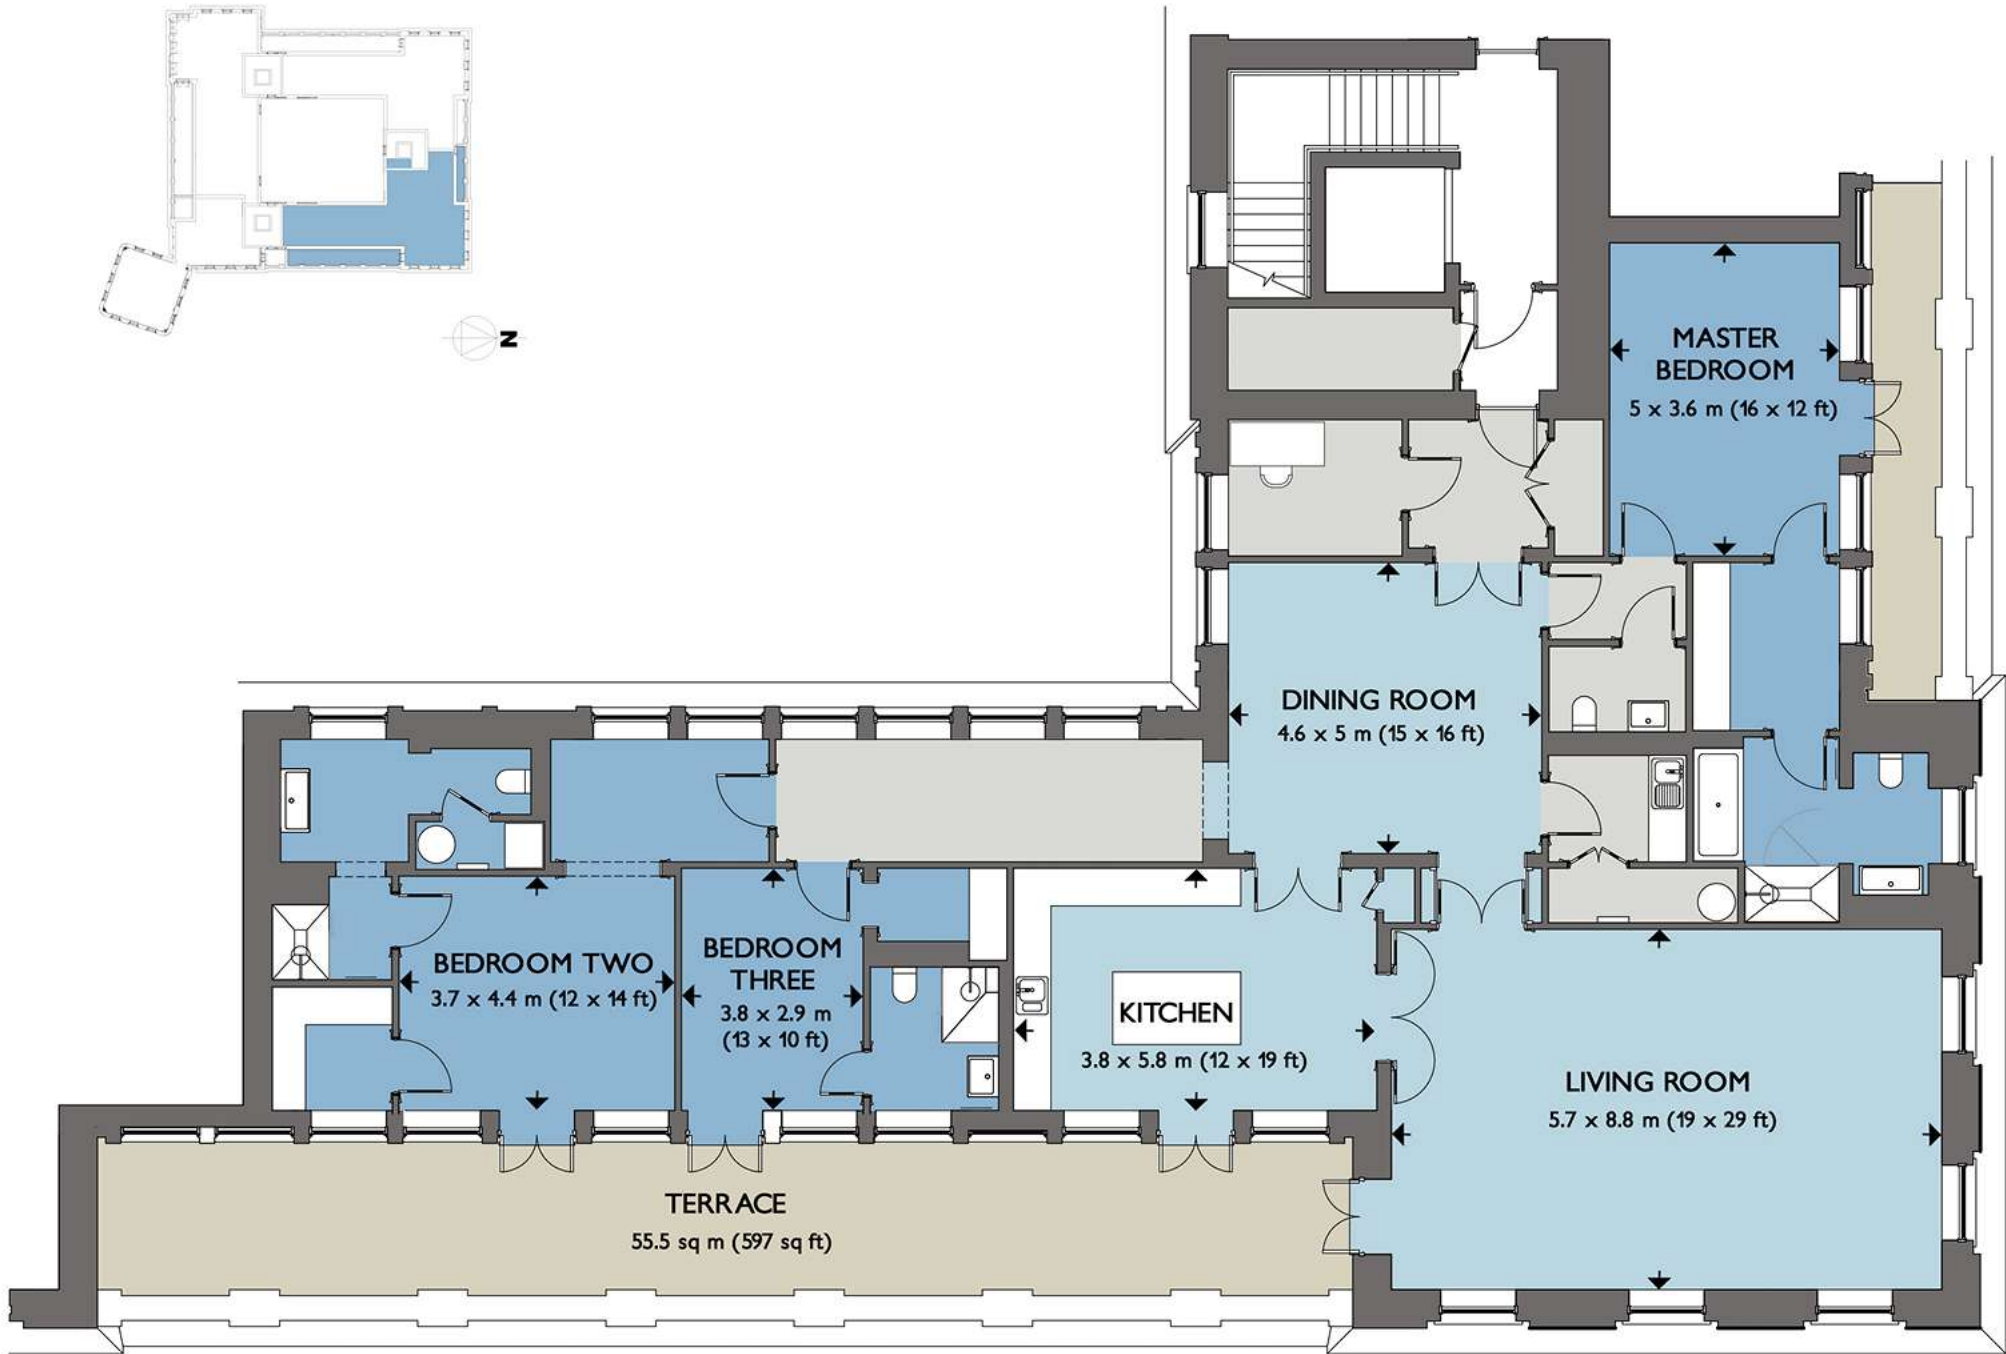 N
MASTER
BEDROOM
5 x 3.6 m (16 x 12 ft)
DINING ROOM
4.6 x 5 m (15 x 16 ft)
BEDROOM TWO
3.7 x 4.4 m (12 x 14 ft)
BEDROOM
THREE
3.8 x 2.9 m
(13 x 10 ft)
KITCHEN
3.8 x 5.8 m (12 x 19 ft)
LIVING ROOM
5.7 x 8.8 m (19 x 29 ft)
TERRACE
55.5 sq m (597 sq ft)